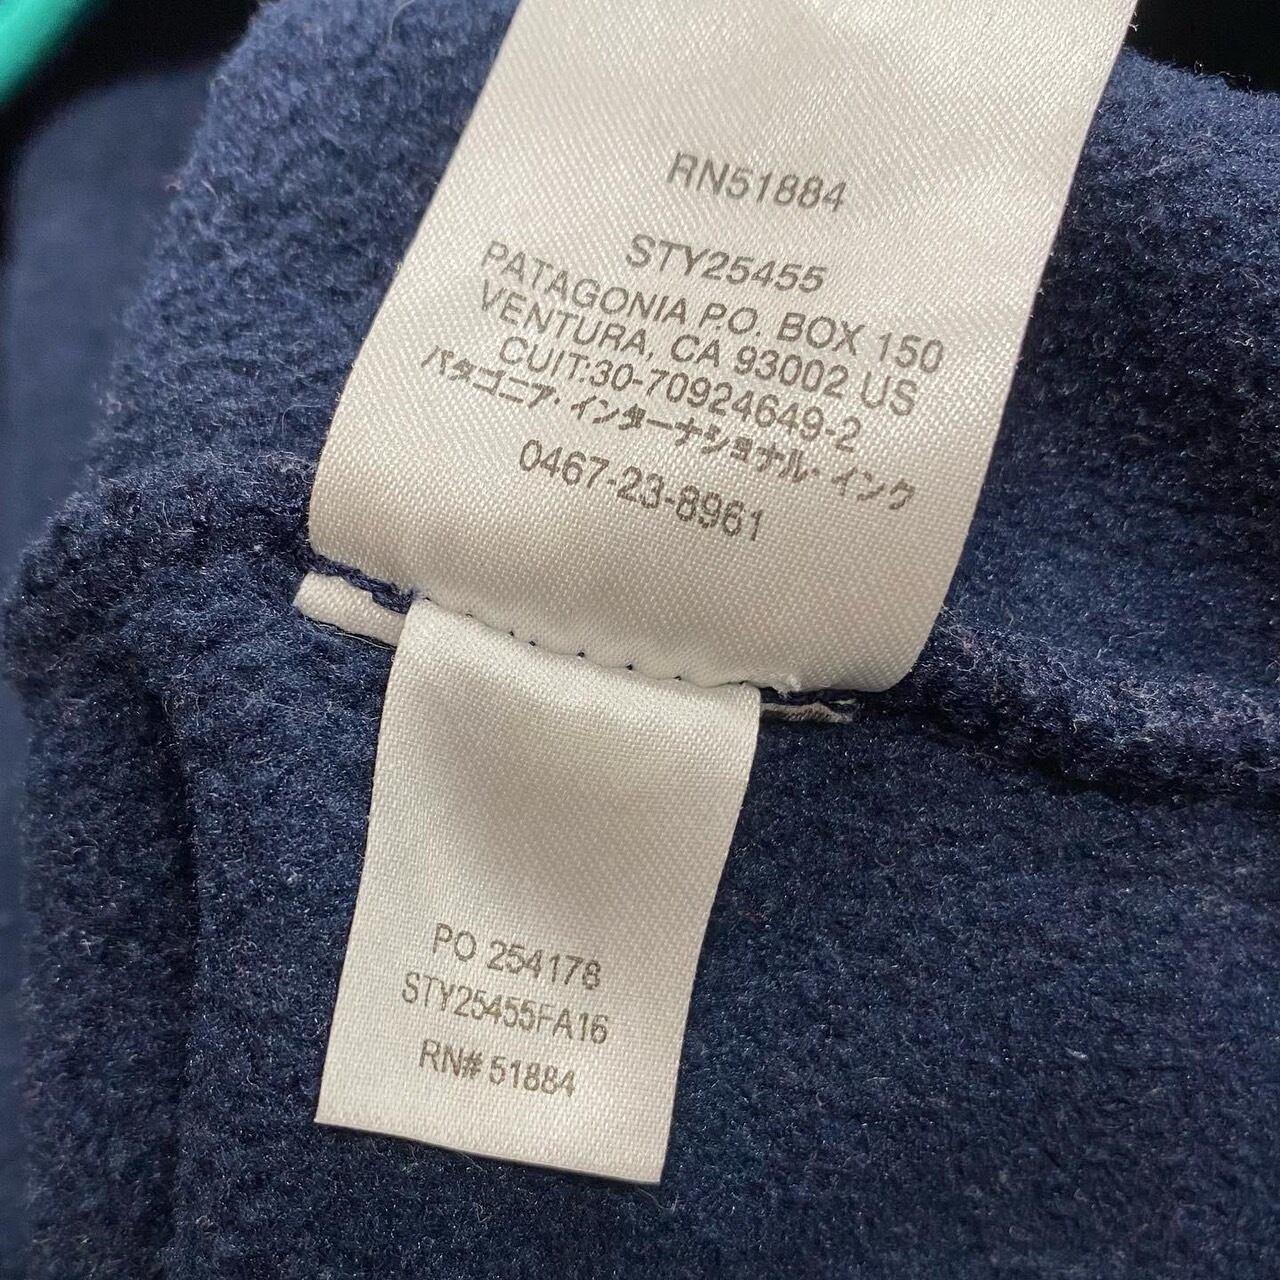 RN51884
STY25455
PATAGONIA P.O. BOX 150
VENTURA, CA 93002 US
CUIT:30-70924649-2
パタゴニア・インターナショナル・インク
0467-23-8961
PO 254178
STY25455FA16
RN# 51884